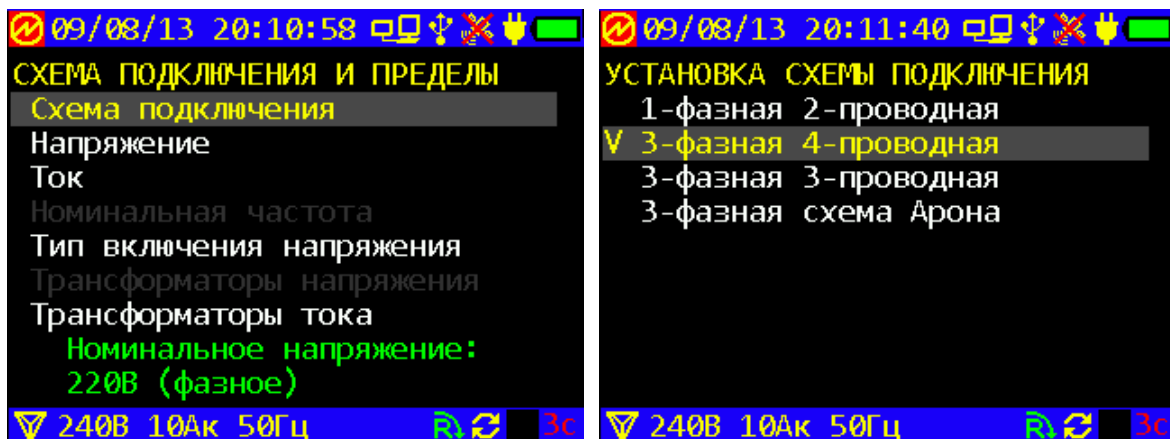 09/08/13 20:10:58
СХЕМА ПОДКЛЮЧЕНИЯ И ПРЕДЕЛЫ
Схема подключения
Напряжение
Ток
Номинальная частота
Тип включения напряжения
Трансформаторы напряжения
Трансформаторы тока
Номинальное напряжение:
220В (фазное)
240В 10Ак 50Гц R 3с
09/08/13 20:11:40
УСТАНОВКА СХЕМЫ ПОДКЛЮЧЕНИЯ
1-фазная 2-проводная
V 3-фазная 4-проводная
3-фазная 3-проводная
3-фазная схема Арона
240В 10Ак 50Гц R 3с